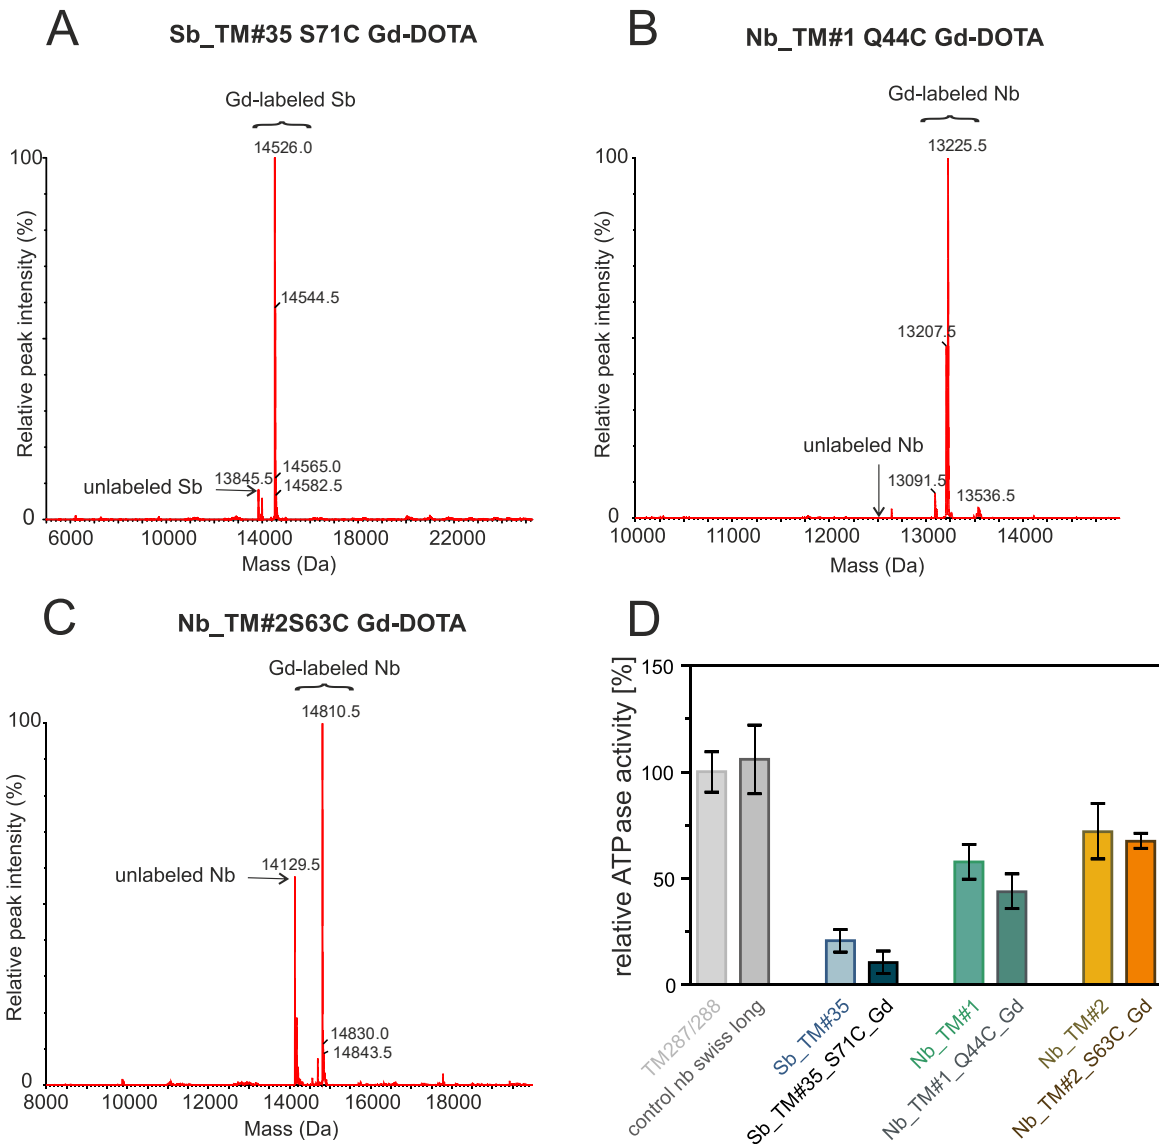 A
Sb_TM#35 S71C Gd-DOTA
Gd-labeled Sb
14526.0
100
14544.5
14565.0
13845.5
14582.5
unlabeled Sb
0
6000 10000 14000 18000 22000
Mass (Da)
Relative peak intensity (%)
B
Nb_TM#1 Q44C Gd-DOTA
Gd-labeled Nb
13225.5
100
13207.5
unlabeled Nb
13091.5
13536.5
0
10000 11000 12000 13000 14000
Mass (Da)
Relative peak intensity (%)
C
Nb_TM#2S63C Gd-DOTA
Gd-labeled Nb
14810.5
100
14129.5
unlabeled Nb
14830.0
14843.5
0
8000 10000 12000 14000 16000 18000
Mass (Da)
Relative peak intensity (%)
D
150
100
50
0
relative ATPase activity [%]
TM287/288
control nb swiss long
Sb_TM#35
Sb_TM#35_S71C_Gd
Nb_TM#1
Nb_TM#1_Q44C_Gd
Nb_TM#2
Nb_TM#2_S63C_Gd